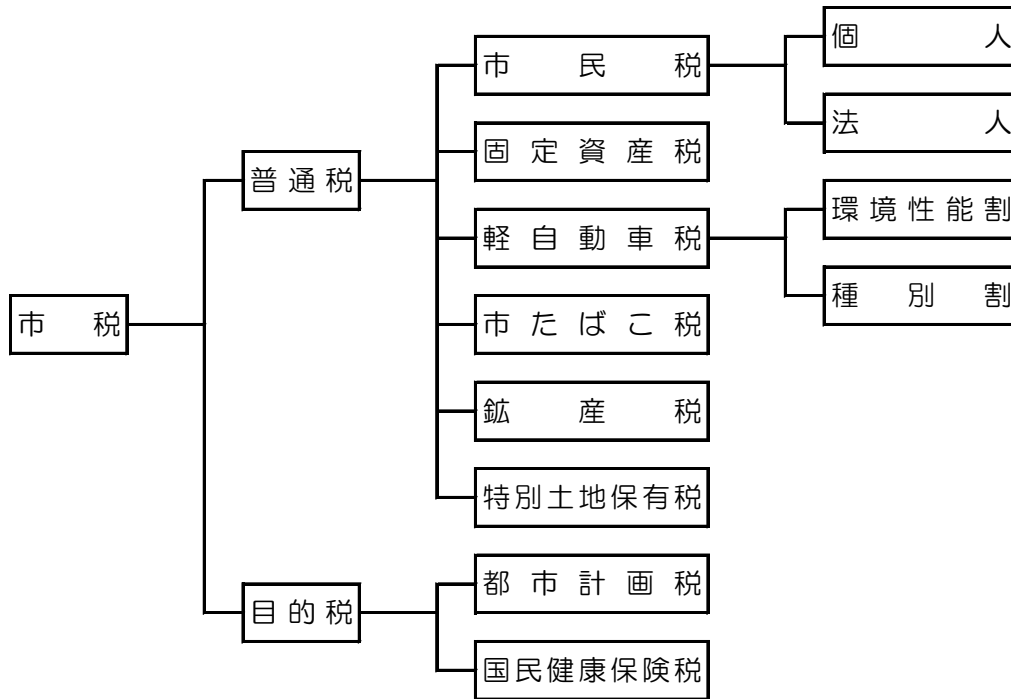 市税
普通税
市民税
個人
法人
固定資産税
軽自動車税
環境性能割
種別割
市たばこ税
鉱産税
特別土地保有税
目的税
都市計画税
国民健康保険税